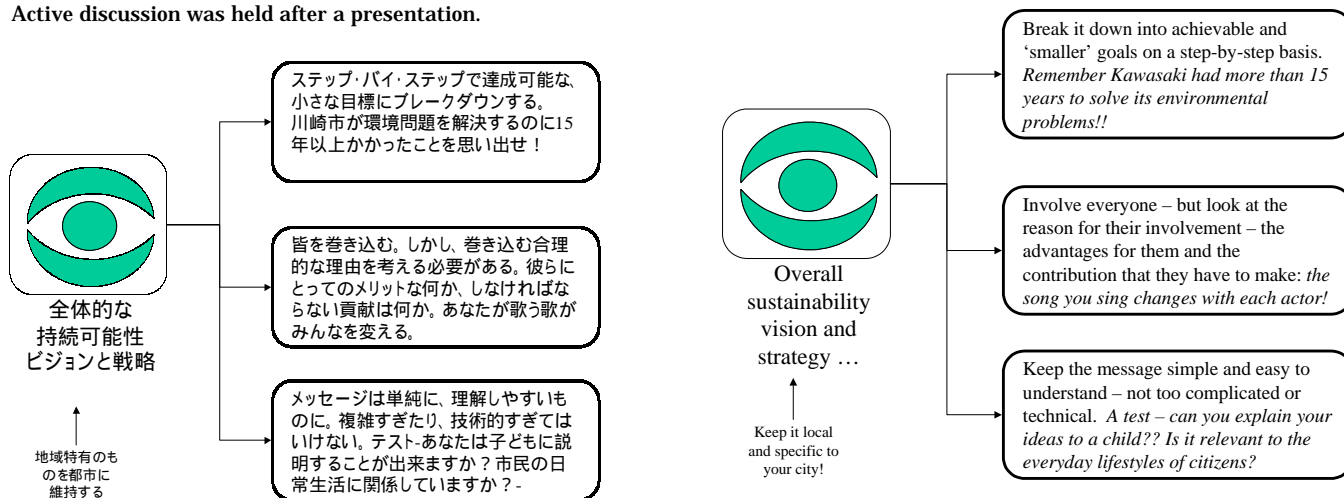 Active discussion was held after a presentation.
ステップ・バイ・ステップで達成可能な、
小さな目標にブレークダウンする。
川崎市が環境問題を解決するのに15
年以上かかったことを思い出せ！
皆を巻き込む。しかし、巻き込む合理
的な理由を考える必要がある。彼らに
とってのメリットな何か、しなければな
らない貢献は何か。あなたが歌う歌が
みんなを変える。
メッセージは単純に、理解しやすいも
のに。複雑すぎたり、技術的すぎては
いけない。テスト-あなたは子どもに説
明することが出来ますか？市民の日
常生活に関係していますか？-
全体的な
持続可能性
ビジョンと戦略
地域特有のも
のを都市に
維持する
Break it down into achievable and
‘smaller’ goals on a step-by-step basis.
Remember Kawasaki had more than 15
years to solve its environmental
problems!!
Involve everyone – but look at the
reason for their involvement – the
advantages for them and the
contribution that they have to make: the
song you sing changes with each actor!
Keep the message simple and easy to
understand – not too complicated or
technical. A test – can you explain your
ideas to a child?? Is it relevant to the
everyday lifestyles of citizens?
Overall
sustainability
vision and
strategy …
Keep it local
and specific to
your city!